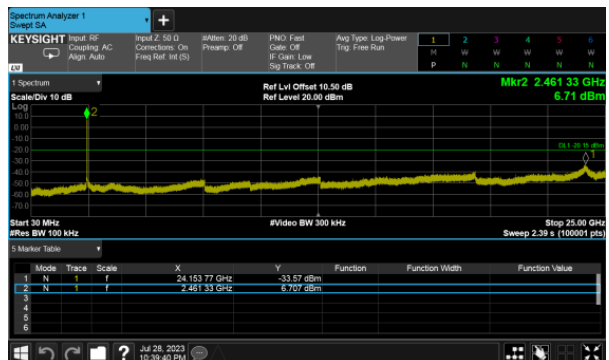 Spectrum Analyzer 1
Swept SA
+
KEYSIGHT Input: RF Input Z: 50 Ω #Atten: 20 dB PNO: Fast Avg Type: Log-Power 1 2 3 4 5 6
Coupling: AC Corrections: On Preamp: Off Gate: Off Trig: Free Run M W W W W W
Align: Auto Freq Ref: Int (S) IF Gain: Low P N N N N N
Sig Track: Off
1 Spectrum Ref Lvl Offset 10.50 dB Mkr2 2.461 33 GHz
Scale/Div 10 dB Ref Level 20.00 dBm 6.71 dBm
Log
10.0
0.00
-10.0
-20.0
-30.0
-40.0
-50.0
-60.0
-70.0
2
DL1 -20.15 dBm
1
Start 30 MHz #Video BW 300 kHz Stop 25.00 GHz
#Res BW 100 kHz Sweep 2.39 s (100001 pts)
5 Marker Table
Mode Trace Scale X Y Function Function Width Function Value
1 N 1 f 24.153 77 GHz -33.57 dBm
2 N 1 f 2.461 33 GHz 6.707 dBm
3
4
5
6
? Jul 28, 2023
10:39:40 PM